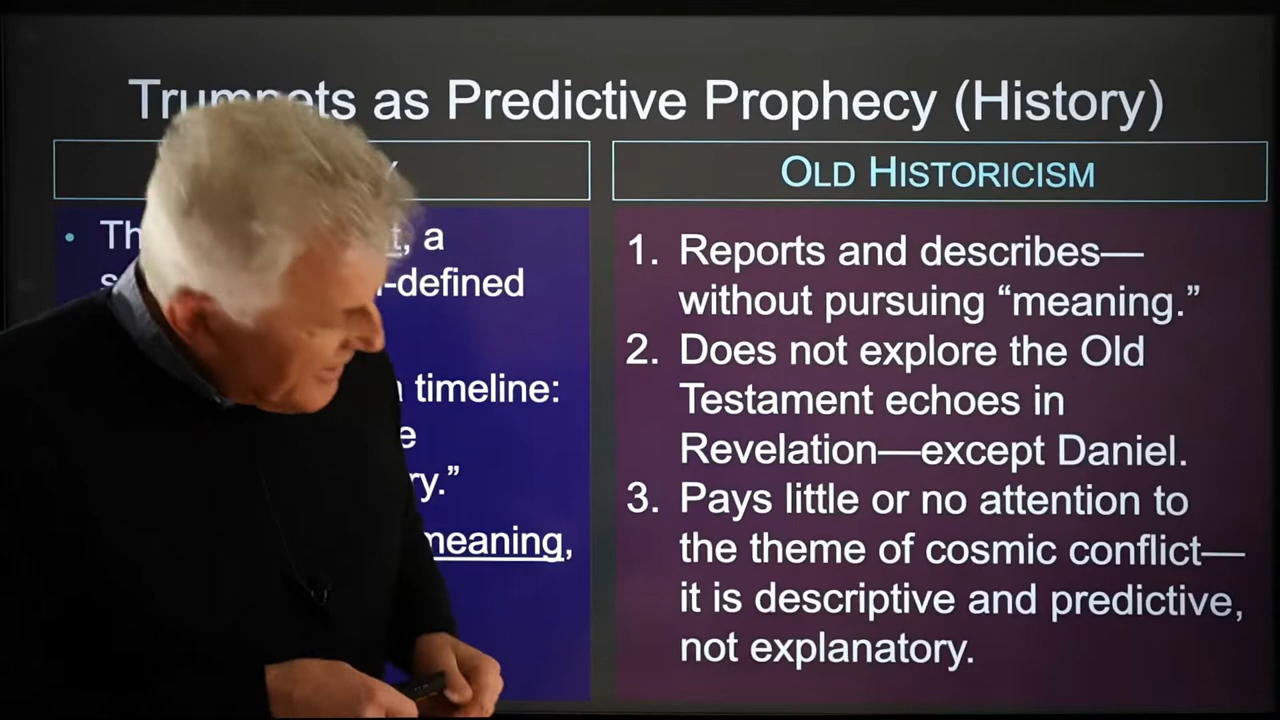 Trumpets as Predictive Prophecy (History)
a
-defined
timeline:
ry.”
meaning,
OLD HISTORICISM
1. Reports and describes—
without pursuing “meaning.”
2. Does not explore the Old
Testament echoes in
Revelation—except Daniel.
3. Pays little or no attention to
the theme of cosmic conflict—
it is descriptive and predictive,
not explanatory.